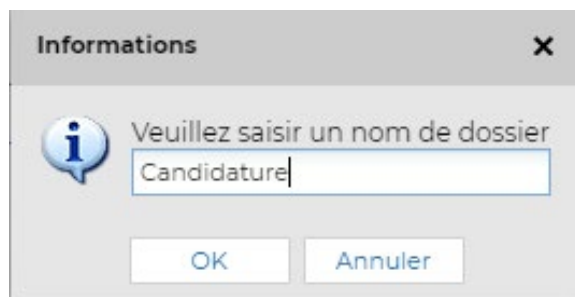 Informations
Veuillez saisir un nom de dossier
Candidature
OK Annuler